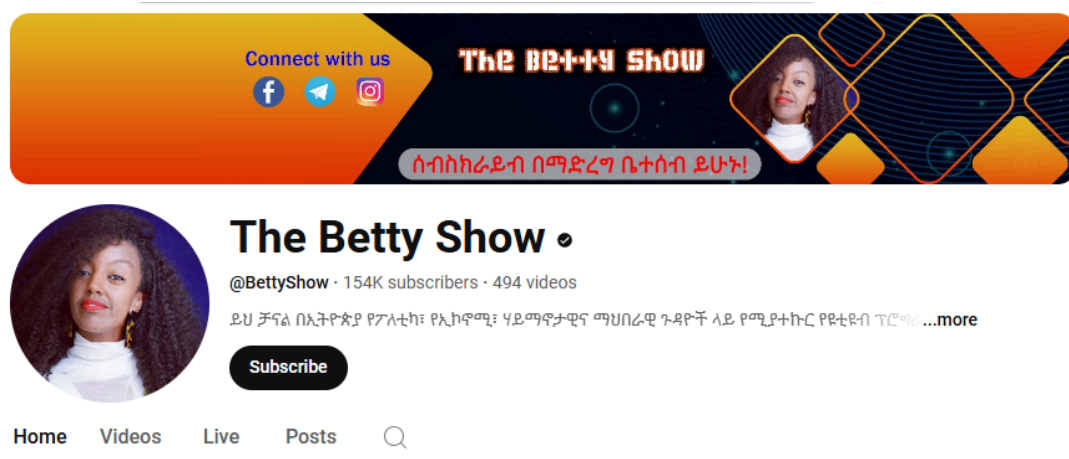 Connect with us
The Betty Show
ሰብስክራይብ በማድረግ ቤተሰብ ይሁኑ!
The Betty Show
@BettyShow · 154K subscribers · 494 videos
ይህ ቻናል በኢትዮጵያ የፖለቲካ፣ የኢኮኖሚ፣ ሃይማኖታዊና ማህበራዊ ጉዳዮች ላይ የሚያተኩር የዩቲዩብ ...more
Subscribe
Home Videos Live Posts